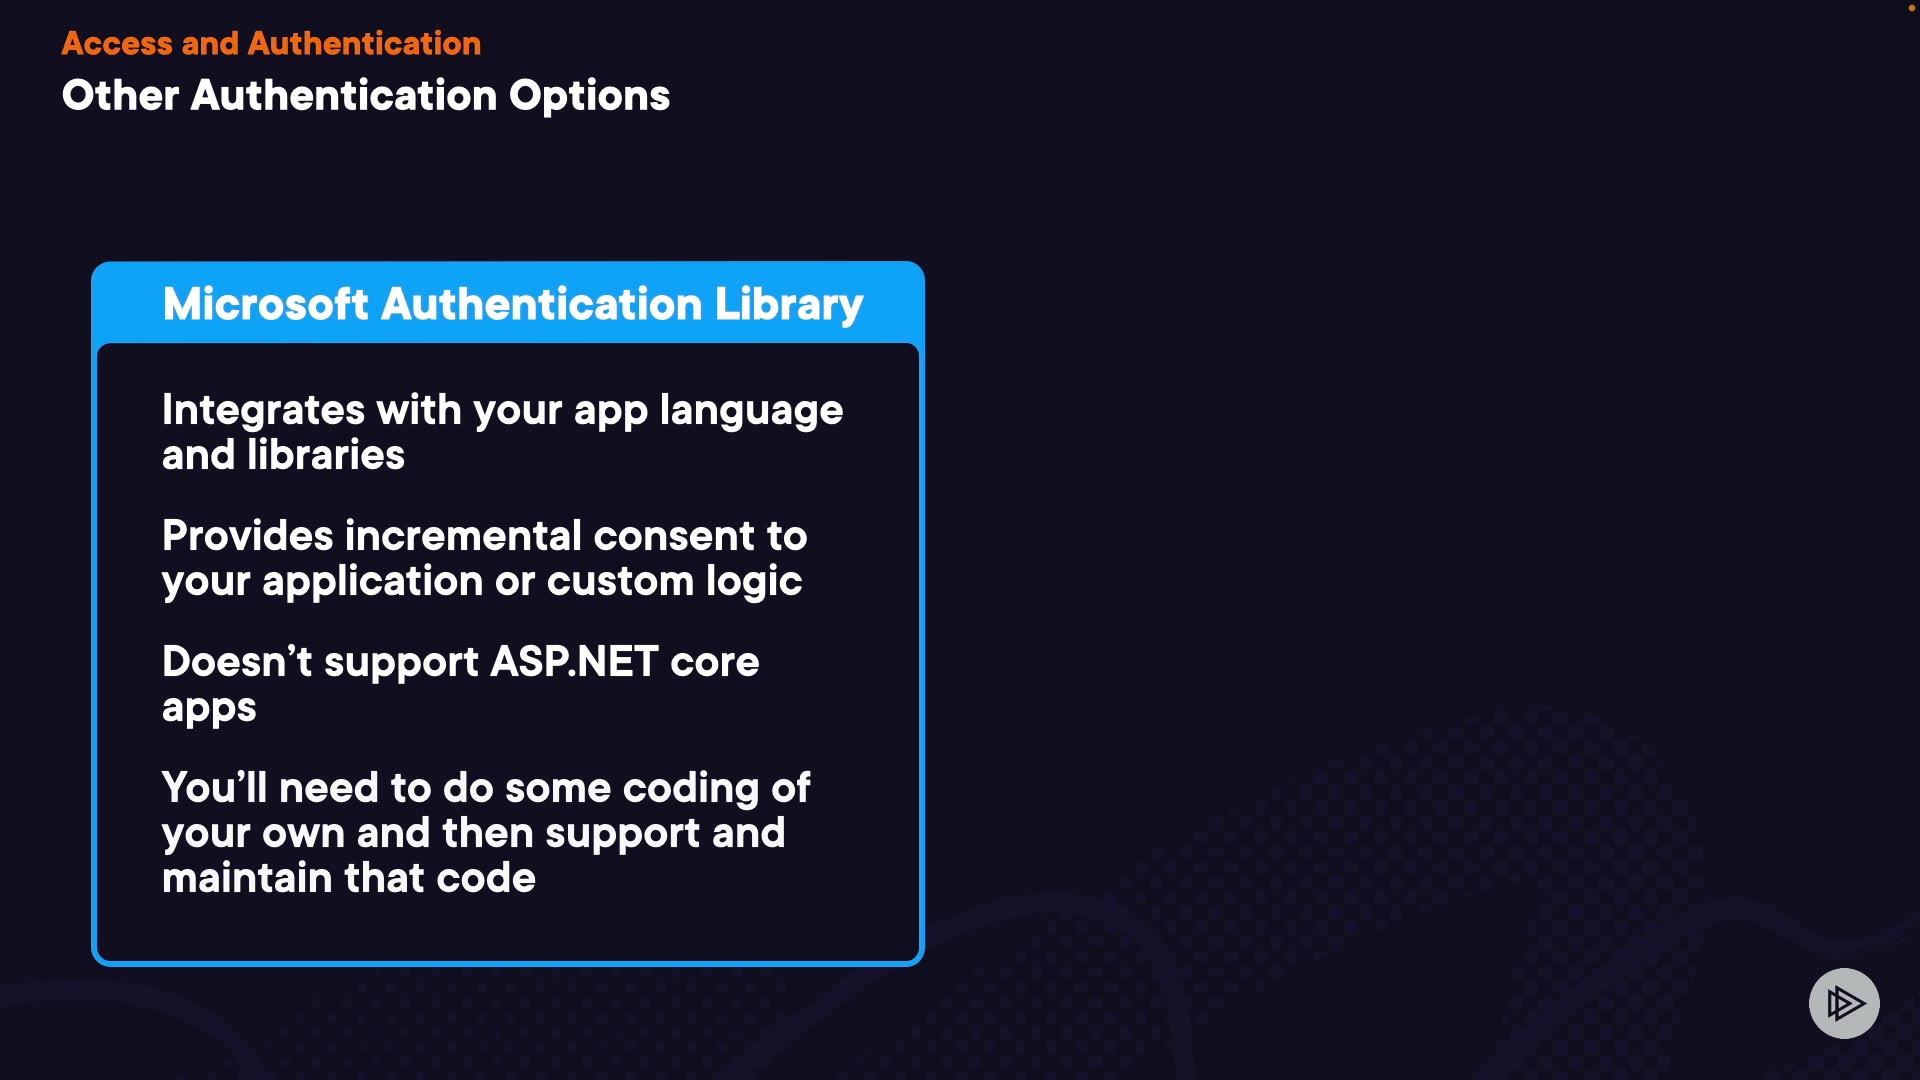 Access and Authentication
Other Authentication Options
Microsoft Authentication Library
Integrates with your app language
and libraries
Provides incremental consent to
your application or custom logic
Doesn’t support ASP.NET core
apps
You’ll need to do some coding of
your own and then support and
maintain that code